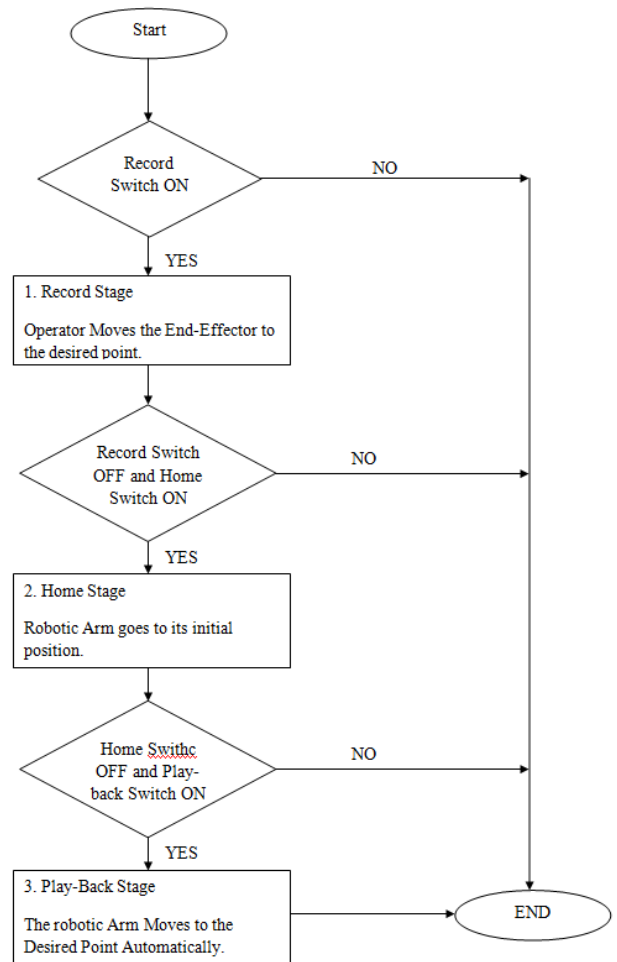 Start
Record
Switch ON
NO
YES
1. Record Stage
Operator Moves the End-Effector to
the desired point.
Record Switch
OFF and Home
Switch ON
NO
YES
2. Home Stage
Robotic Arm goes to its initial
position.
Home Swithc
OFF and Play-
back Switch ON
NO
YES
3. Play-Back Stage
The robotic Arm Moves to the
Desired Point Automatically.
END